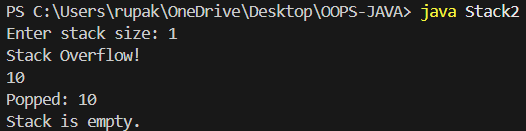 PS C:\Users\rupak\OneDrive\Desktop\OOPS-JAVA> java Stack2
Enter stack size: 1
Stack Overflow!
10
Popped: 10
Stack is empty.